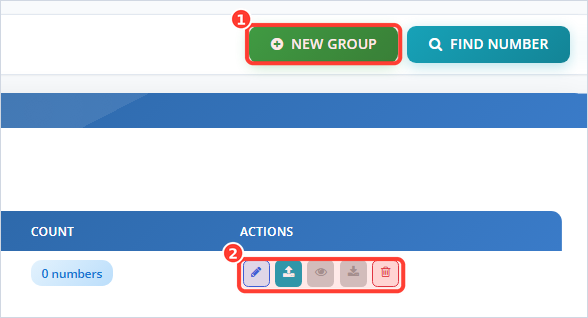 1
NEW GROUP
FIND NUMBER
COUNT
ACTIONS
2
0 numbers